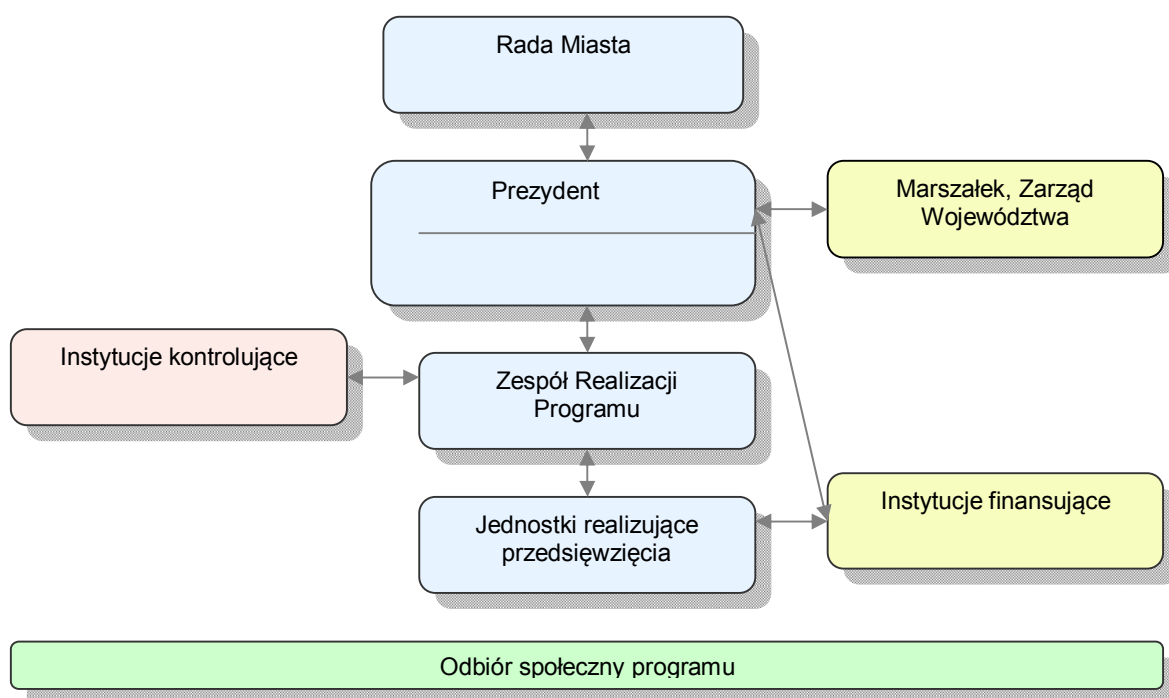 Rada Miasta
Prezydent
Marszałek, Zarząd
Województwa
Instytucje kontrolujące
Zespół Realizacji
Programu
Jednostki realizujące
przedsięwzięcia
Instytucje finansujące
Odbiór społeczny programu